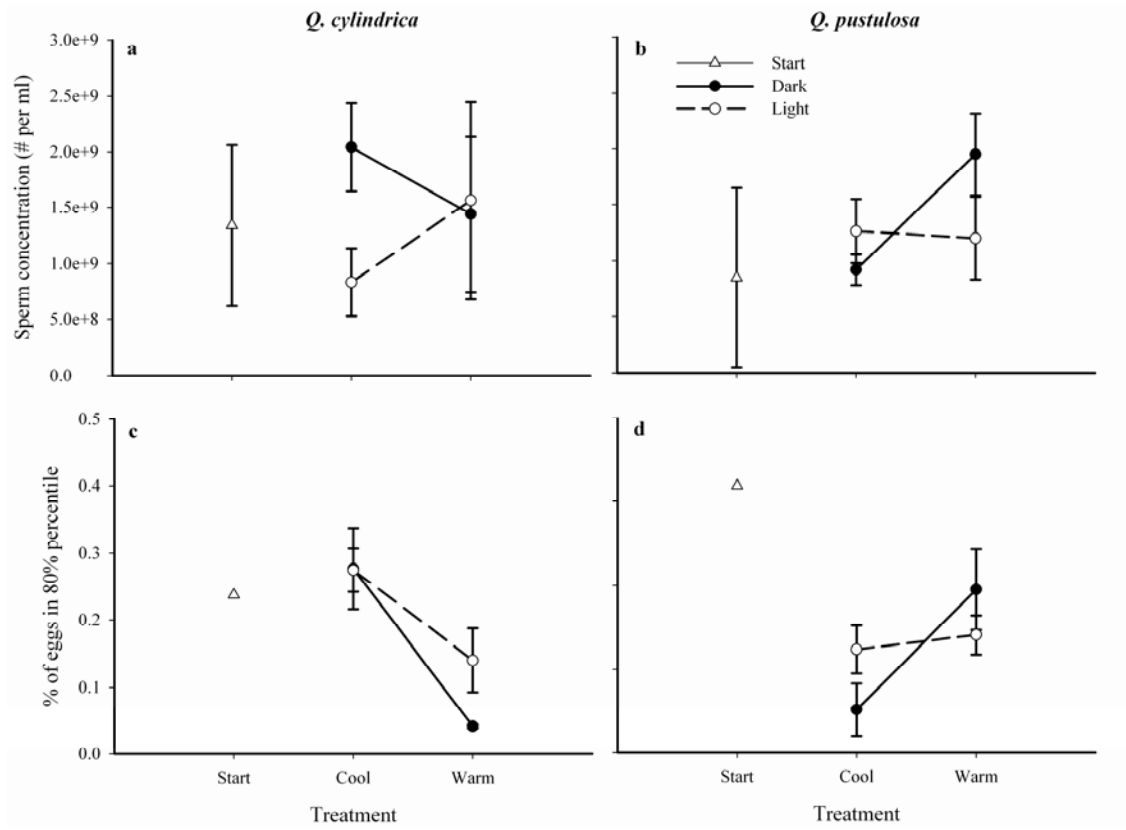 Q. cylindrica
Q. pustulosa
a
3.0e+9
2.5e+9
2.0e+9
1.5e+9
1.0e+9
5.0e+8
0.0
Sperm concentration (# per ml)
b
Start
Dark
Light
c
0.5
0.4
0.3
0.2
0.1
0.0
% of eggs in 80% percentile
d
Start
Cool
Warm
Treatment
Start
Cool
Warm
Treatment